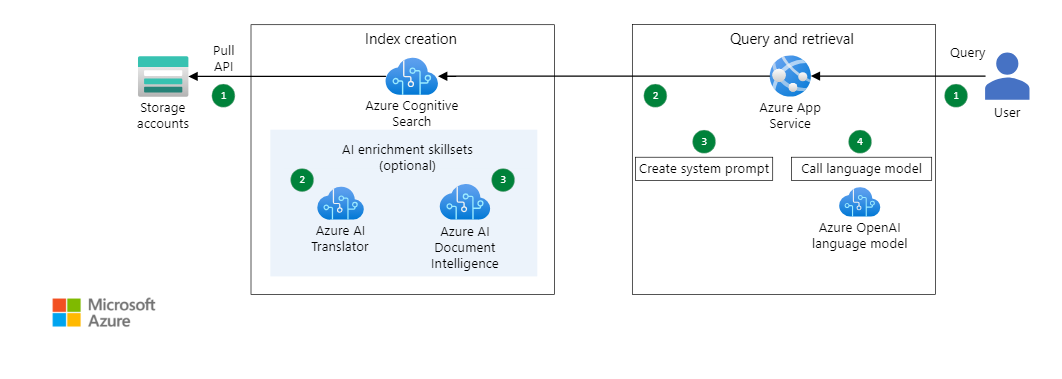 Index creation
Query and retrieval
Pull
API
Query
1
2
1
Storage
accounts
Azure Cognitive
Search
Azure App
Service
User
AI enrichment skillsets
(optional)
3
4
Create system prompt
Call language model
2
3
Azure AI
Translator
Azure AI
Document
Intelligence
Azure OpenAI
language model
Microsoft
Azure